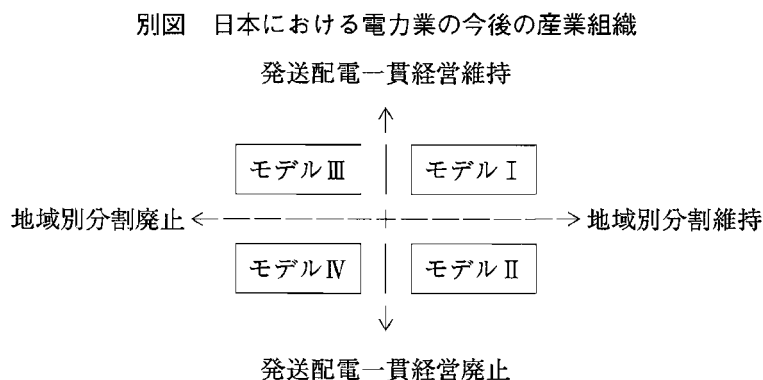 別図　日本における電力業の今後の産業組織
発送配電一貫経営維持
モデルⅢ　モデルⅠ
地域別分割廃止　地域別分割維持
モデルⅣ　モデルⅡ
発送配電一貫経営廃止